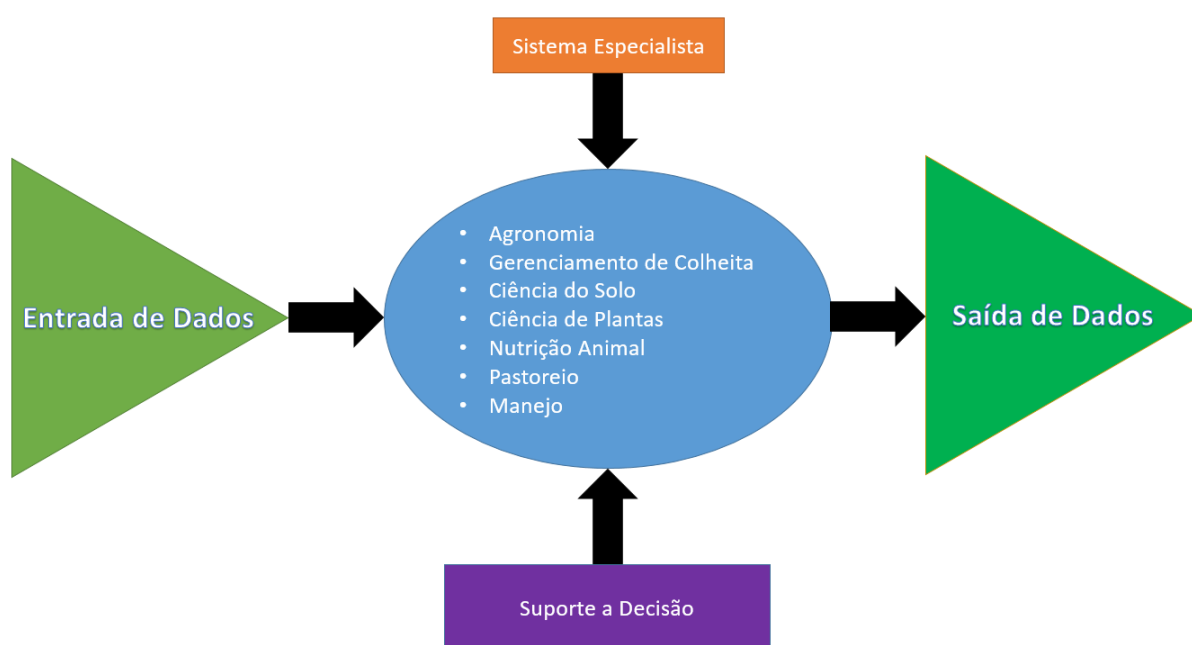 Sistema Especialista
Entrada de Dados
• Agronomia
• Gerenciamento de Colheita
• Ciência do Solo
• Ciência de Plantas
• Nutrição Animal
• Pastoreio
• Manejo
Saída de Dados
Suporte a Decisão